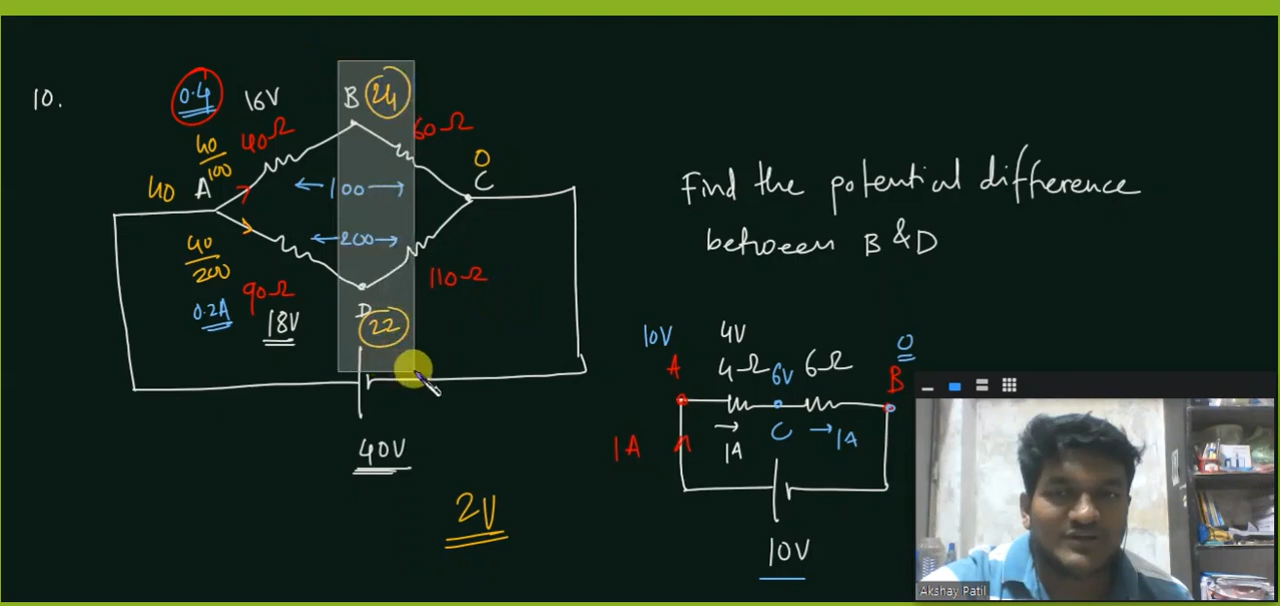 10.
0.4
16V
B
24
40Ω
60Ω
40
100
40
A
←100→
0
C
←200→
40
200
90Ω
110Ω
0.2A
18V
D
22
40V
2V
Find the potential difference
between B & D
10V
4V
0
A
4Ω
6V
6Ω
B
1A
→
1A
C
→1A
10V
Akshay Patil